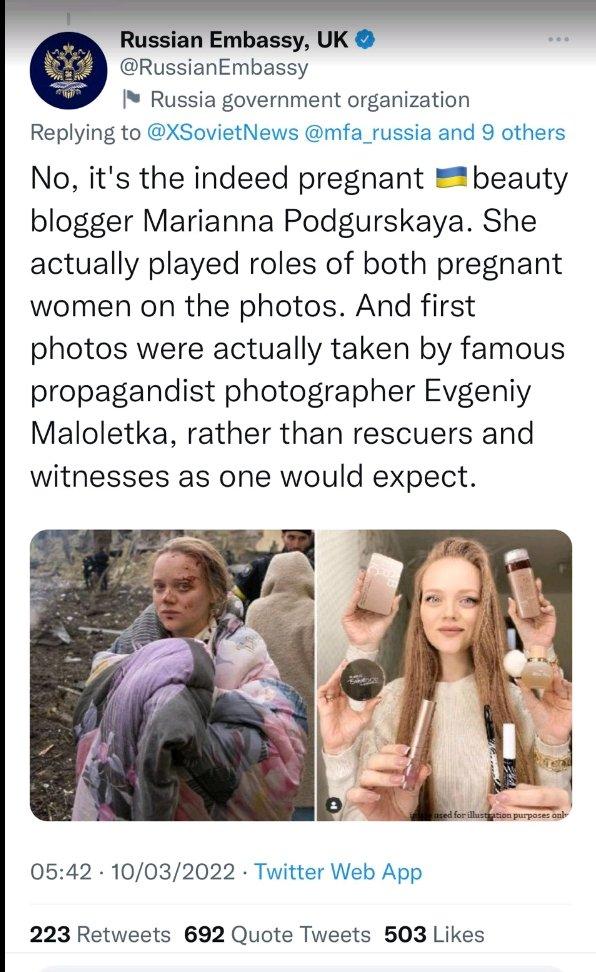 Russian Embassy, UK
@RussianEmbassy
Russia government organization
Replying to @XSovietNews @mfa_russia and 9 others
No, it's the indeed pregnant 🇺🇦beauty
blogger Marianna Podgurskaya. She
actually played roles of both pregnant
women on the photos. And first
photos were actually taken by famous
propagandist photographer Evgeniy
Maloletka, rather than rescuers and
witnesses as one would expect.
used for illustration purposes only
05:42 · 10/03/2022 · Twitter Web App
223 Retweets 692 Quote Tweets 503 Likes